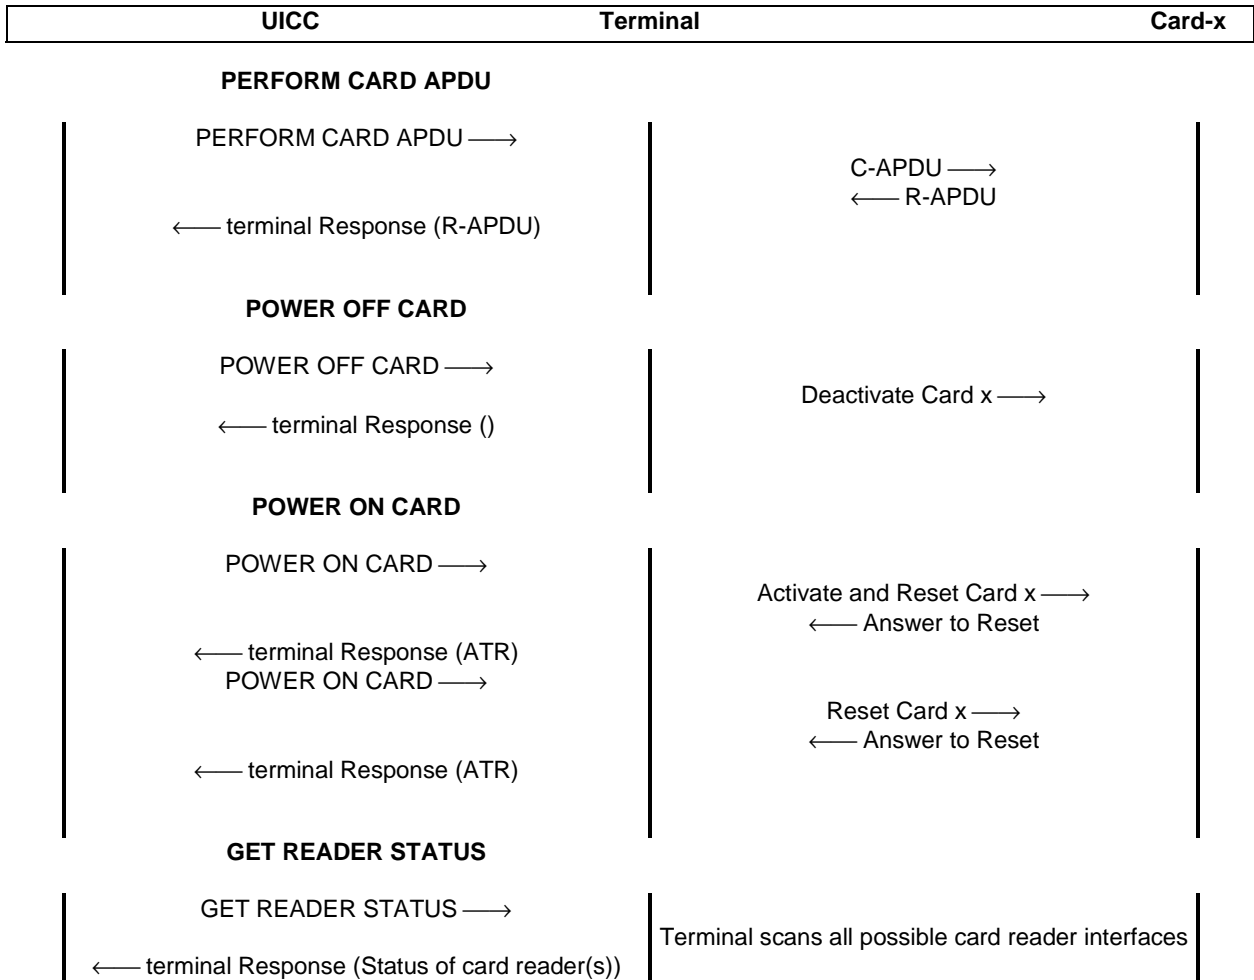 UICC Terminal Card-x
PERFORM CARD APDU
PERFORM CARD APDU ⟶
C-APDU ⟶
⟵ R-APDU
⟵ terminal Response (R-APDU)
POWER OFF CARD
POWER OFF CARD ⟶
Deactivate Card x ⟶
⟵ terminal Response ()
POWER ON CARD
POWER ON CARD ⟶
Activate and Reset Card x ⟶
⟵ Answer to Reset
⟵ terminal Response (ATR)
POWER ON CARD ⟶
Reset Card x ⟶
⟵ Answer to Reset
⟵ terminal Response (ATR)
GET READER STATUS
GET READER STATUS ⟶
Terminal scans all possible card reader interfaces
⟵ terminal Response (Status of card reader(s))